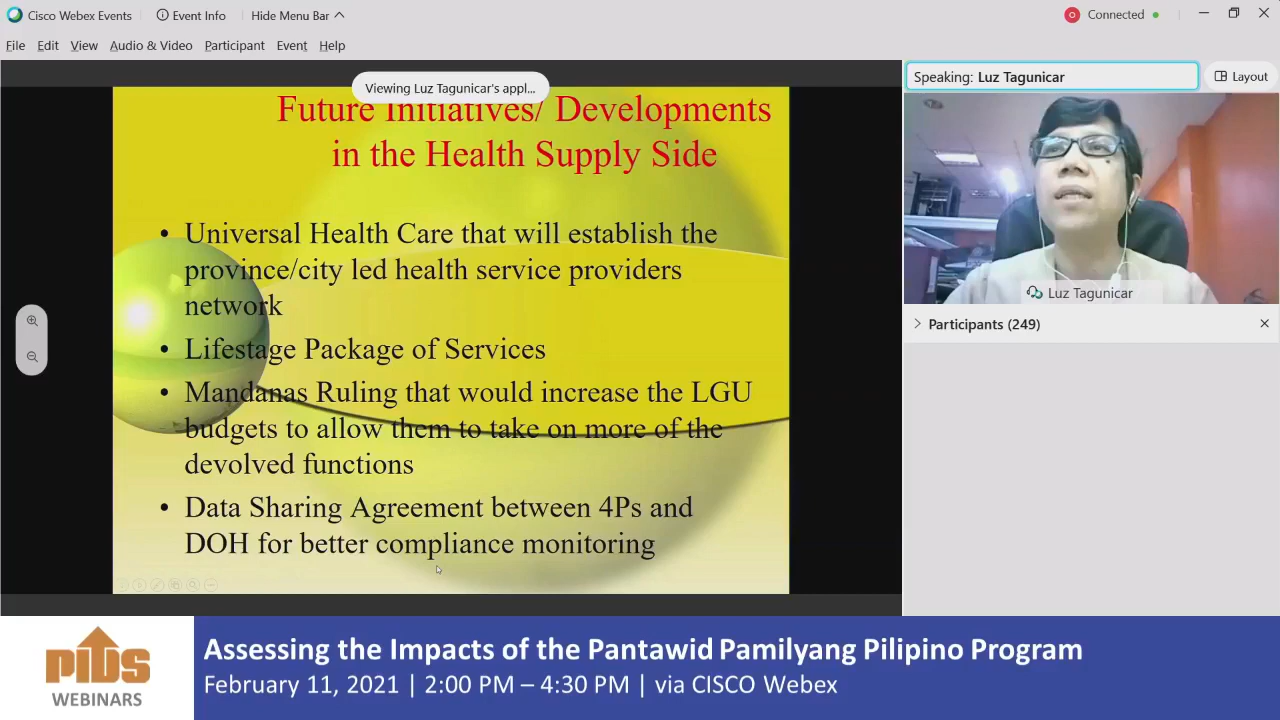 Cisco Webex Events
Event Info
Hide Menu Bar
Connected
File Edit View Audio & Video Participant Event Help
Viewing Luz Tagunicar's appl...
Speaking: Luz Tagunicar
Layout
Future Initiatives/ Developments
in the Health Supply Side
• Universal Health Care that will establish the
province/city led health service providers
network
• Lifestage Package of Services
• Mandanas Ruling that would increase the LGU
budgets to allow them to take on more of the
devolved functions
• Data Sharing Agreement between 4Ps and
DOH for better compliance monitoring
Luz Tagunicar
Participants (249)
PIDS
WEBINARS
Assessing the Impacts of the Pantawid Pamilyang Pilipino Program
February 11, 2021 | 2:00 PM – 4:30 PM | via CISCO Webex